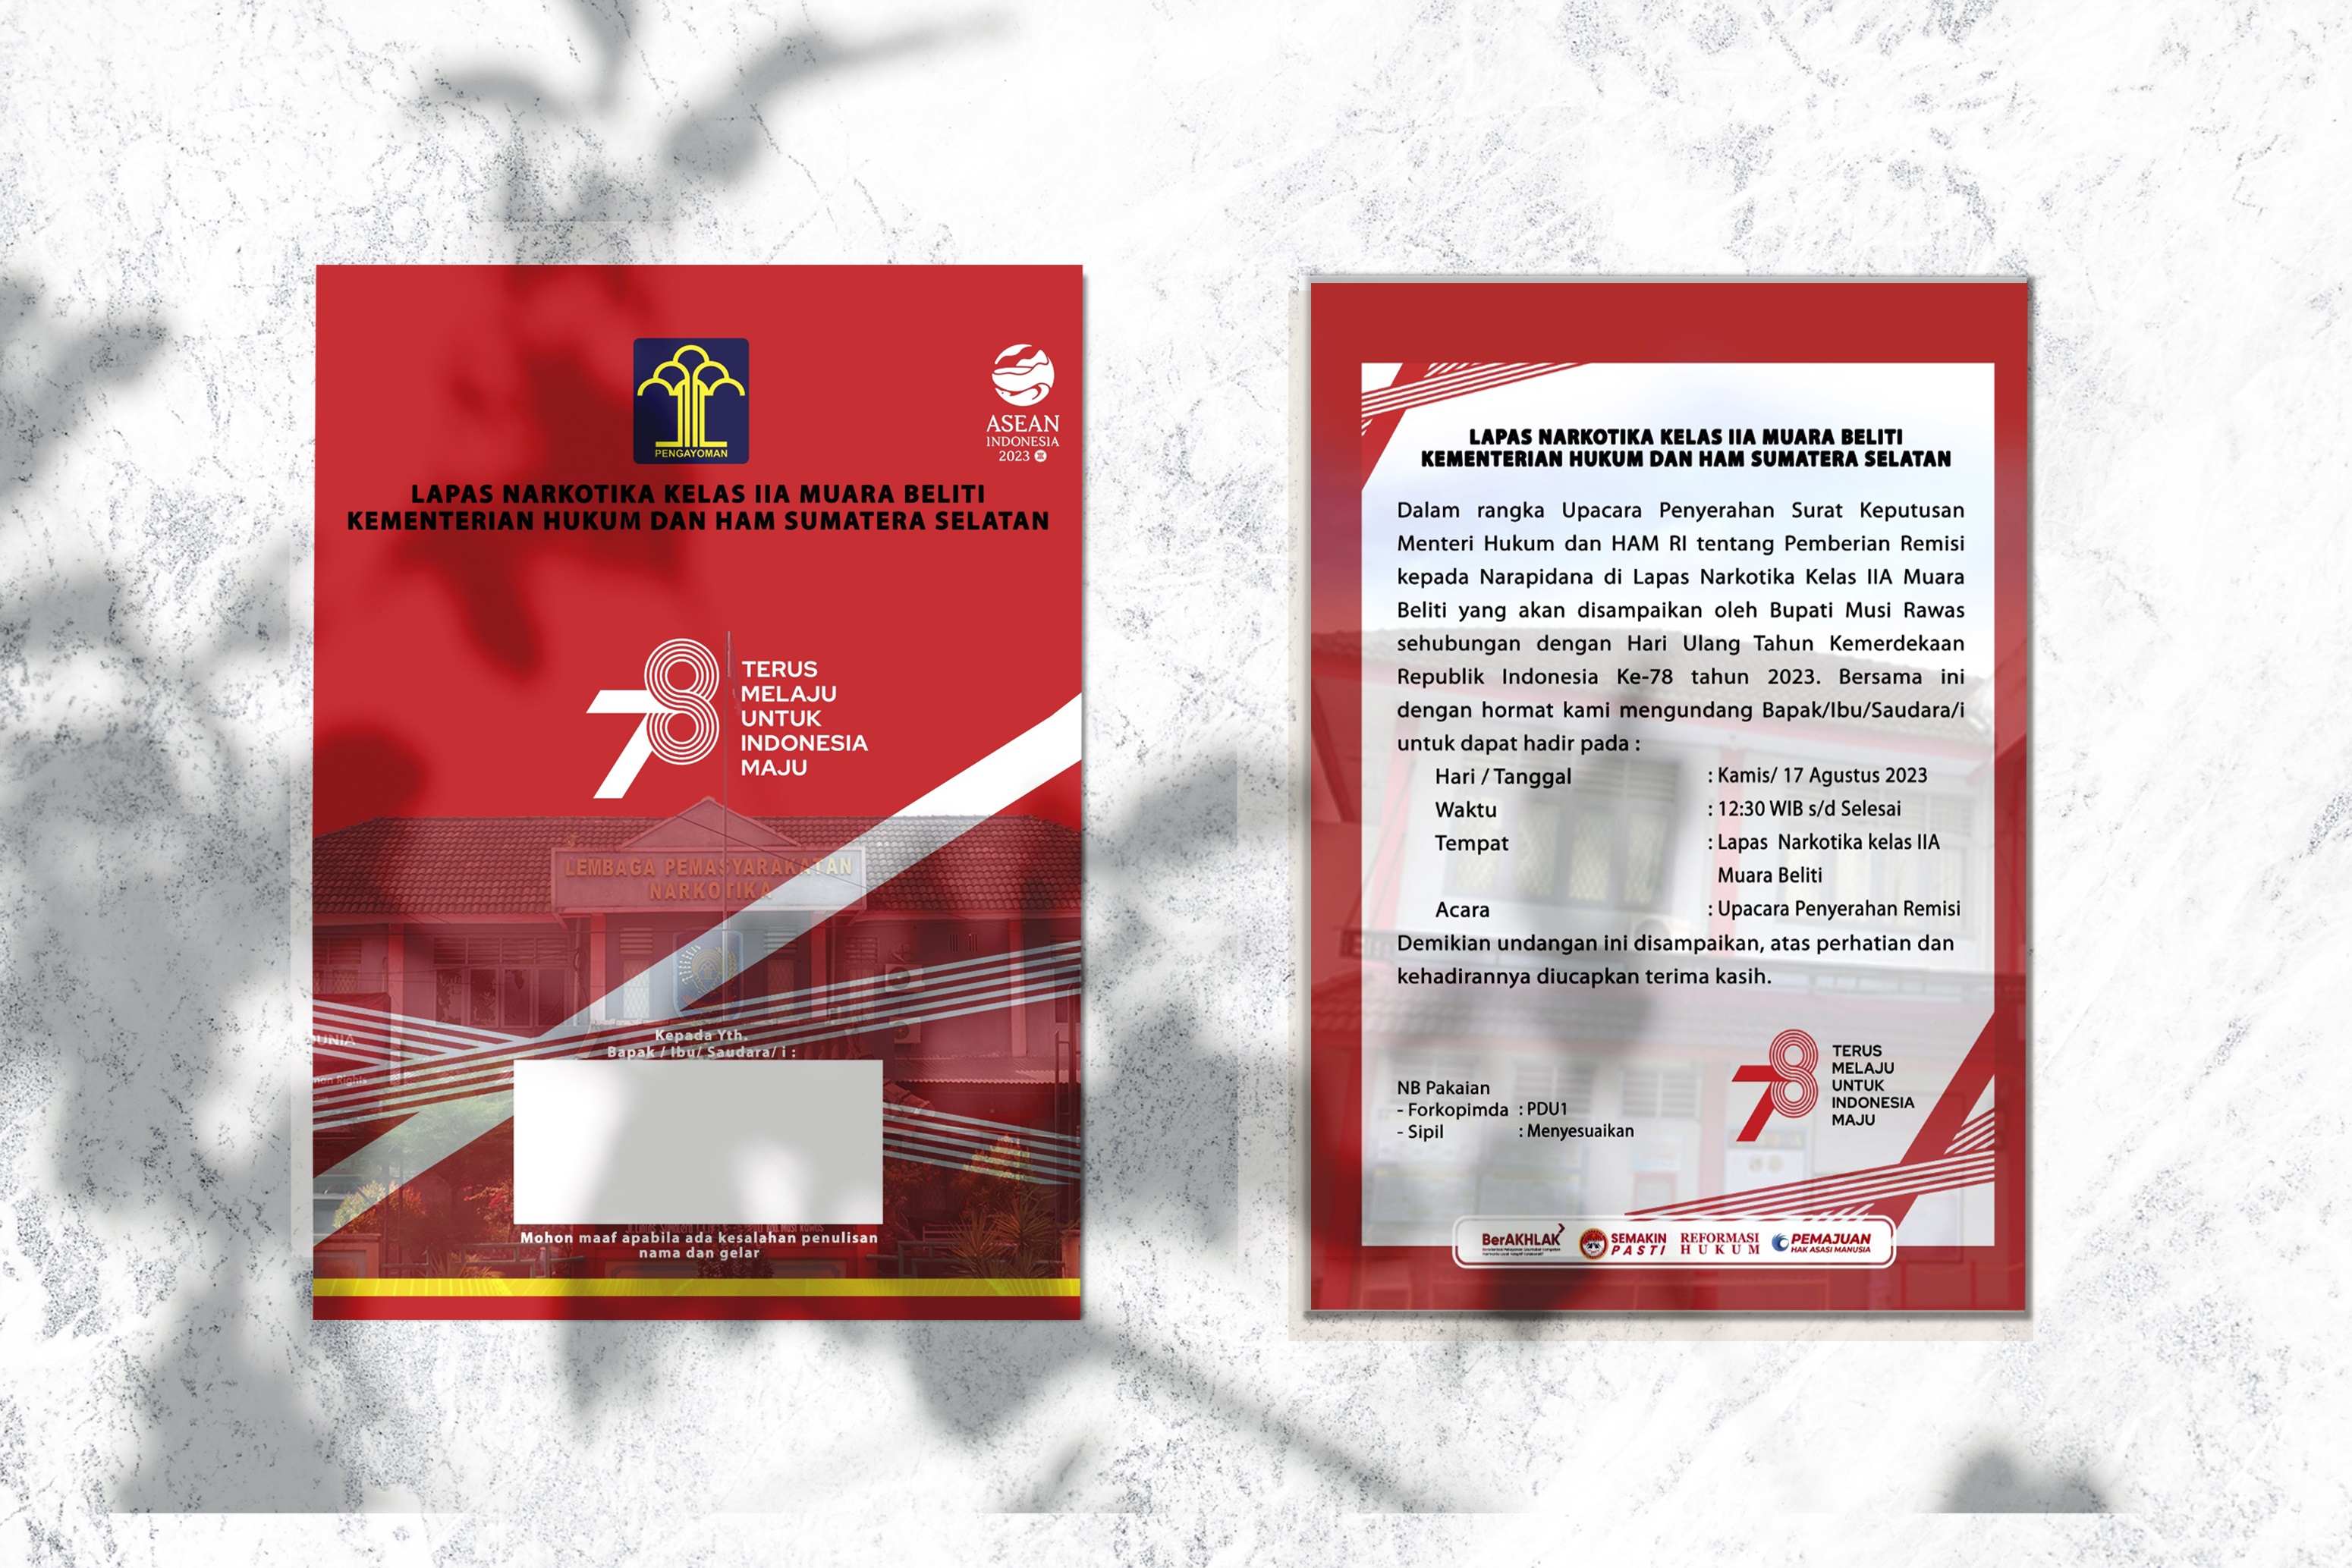 PENGAYOMAN
ASEAN
INDONESIA
2023
LAPAS NARKOTIKA KELAS IIA MUARA BELITI
KEMENTERIAN HUKUM DAN HAM SUMATERA SELATAN
78
TERUS
MELAJU
UNTUK
INDONESIA
MAJU
LEMBAGA PEMASYARAKATAN
NARKOTIKA
Kepada Yth.
Bapak / Ibu/ Saudara/ i :
Mohon maaf apabila ada kesalahan penulisan
nama dan gelar
LAPAS NARKOTIKA KELAS IIA MUARA BELITI
KEMENTERIAN HUKUM DAN HAM SUMATERA SELATAN
Dalam rangka Upacara Penyerahan Surat Keputusan
Menteri Hukum dan HAM RI tentang Pemberian Remisi
kepada Narapidana di Lapas Narkotika Kelas IIA Muara
Beliti yang akan disampaikan oleh Bupati Musi Rawas
sehubungan dengan Hari Ulang Tahun Kemerdekaan
Republik Indonesia Ke-78 tahun 2023. Bersama ini
dengan hormat kami mengundang Bapak/Ibu/Saudara/i
untuk dapat hadir pada :
Hari / Tanggal : Kamis/ 17 Agustus 2023
Waktu : 12:30 WIB s/d Selesai
Tempat : Lapas Narkotika kelas IIA
Muara Beliti
Acara : Upacara Penyerahan Remisi
Demikian undangan ini disampaikan, atas perhatian dan
kehadirannya diucapkan terima kasih.
NB Pakaian
- Forkopimda : PDU1
- Sipil : Menyesuaikan
78
TERUS
MELAJU
UNTUK
INDONESIA
MAJU
BerAKHLAK
SEMAKIN
PASTI
REFORMASI
HUKUM
PEMAJUAN
HAK ASASI MANUSIA